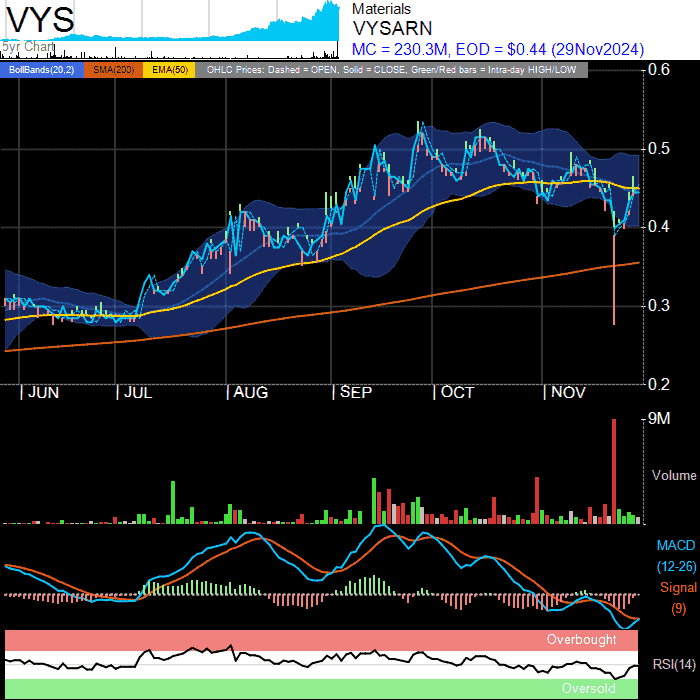 VYS
5yr Chart
Materials
VYSARN
MC = 230.3M, EOD = $0.44 (29Nov2024)
BollBands(20,2) SMA(200) EMA(50) OHLC Prices: Dashed = OPEN, Solid = CLOSE, Green/Red bars = Intra-day HIGH/LOW
0.6
0.5
0.4
0.3
0.2
| JUN | JUL | AUG | SEP | OCT | NOV
9M
Volume
MACD
(12-26)
Signal
(9)
Overbought
RSI(14)
Oversold